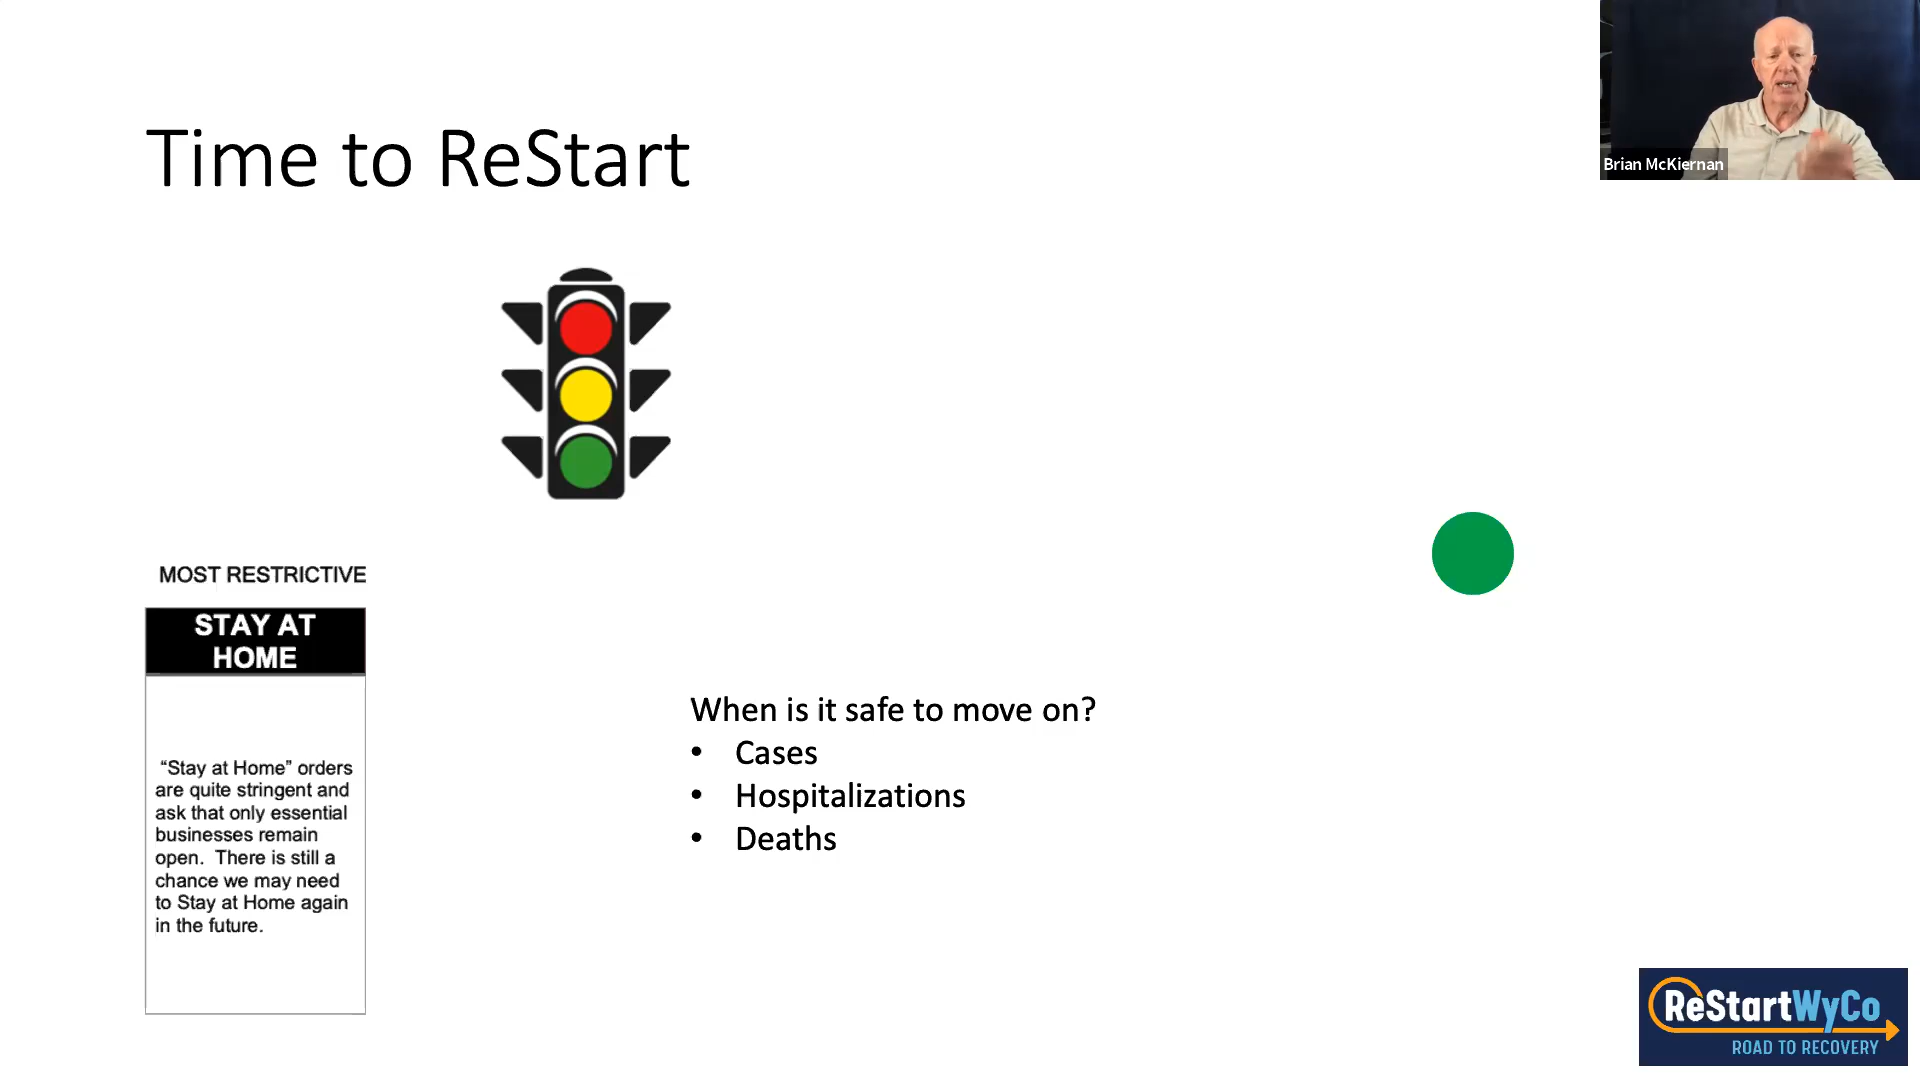 Time to ReStart
Brian McKiernan
MOST RESTRICTIVE
STAY AT
HOME
“Stay at Home” orders
are quite stringent and
ask that only essential
businesses remain
open.  There is still a
chance we may need
to Stay at Home again
in the future.
When is it safe to move on?
• Cases
• Hospitalizations
• Deaths
ReStartWyCo
ROAD TO RECOVERY